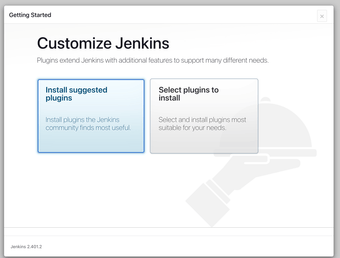 Getting Started
Customize Jenkins
Plugins extend Jenkins with additional features to support many different needs.
Install suggested
plugins
Install plugins the Jenkins
community finds most useful.
Select plugins to
install
Select and install plugins most
suitable for your needs.
Jenkins 2.401.2